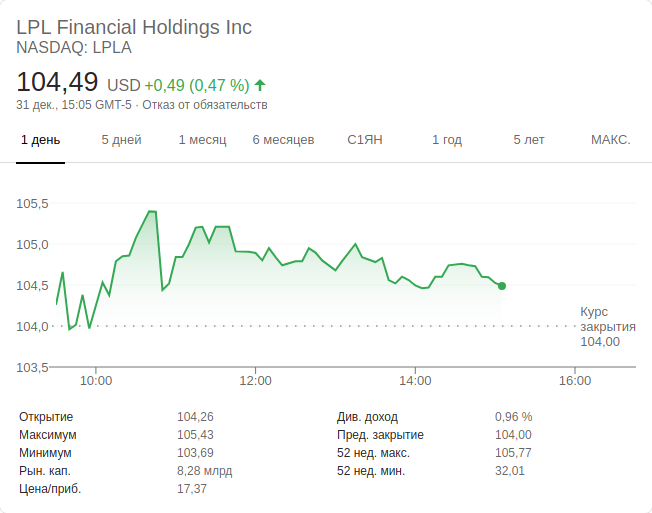 LPL Financial Holdings Inc
NASDAQ: LPLA
104,49 USD +0,49 (0,47 %)
31 дек., 15:05 GMT-5 · Отказ от обязательств
1 день 5 дней 1 месяц 6 месяцев С1ЯН 1 год 5 лет МАКС.
105,5
105,0
104,5
104,0
103,5
Курс
закрытия
104,00
10:00 12:00 14:00 16:00
Открытие 104,26 Див. доход 0,96 %
Максимум 105,43 Пред. закрытие 104,00
Минимум 103,69 52 нед. макс. 105,77
Рын. кап. 8,28 млрд 52 нед. мин. 32,01
Цена/приб. 17,37